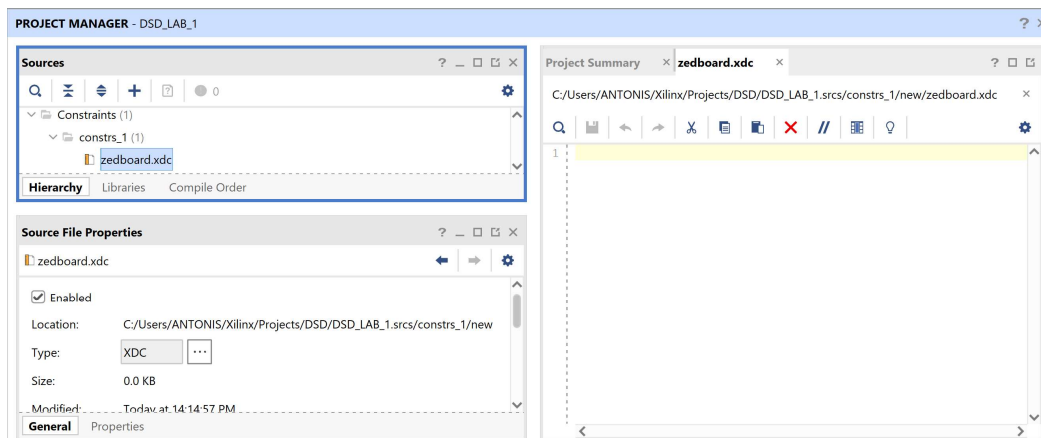 PROJECT MANAGER - DSD_LAB_1
Sources
0
Constraints (1)
constrs_1 (1)
zedboard.xdc
Hierarchy Libraries Compile Order
Source File Properties
zedboard.xdc
Enabled
Location: C:/Users/ANTONIS/Xilinx/Projects/DSD/DSD_LAB_1.srcs/constrs_1/new
Type: XDC ...
Size: 0.0 KB
Modified: Today at 14:14:57 PM
General Properties
Project Summary × zedboard.xdc ×
C:/Users/ANTONIS/Xilinx/Projects/DSD/DSD_LAB_1.srcs/constrs_1/new/zedboard.xdc ×
//
1